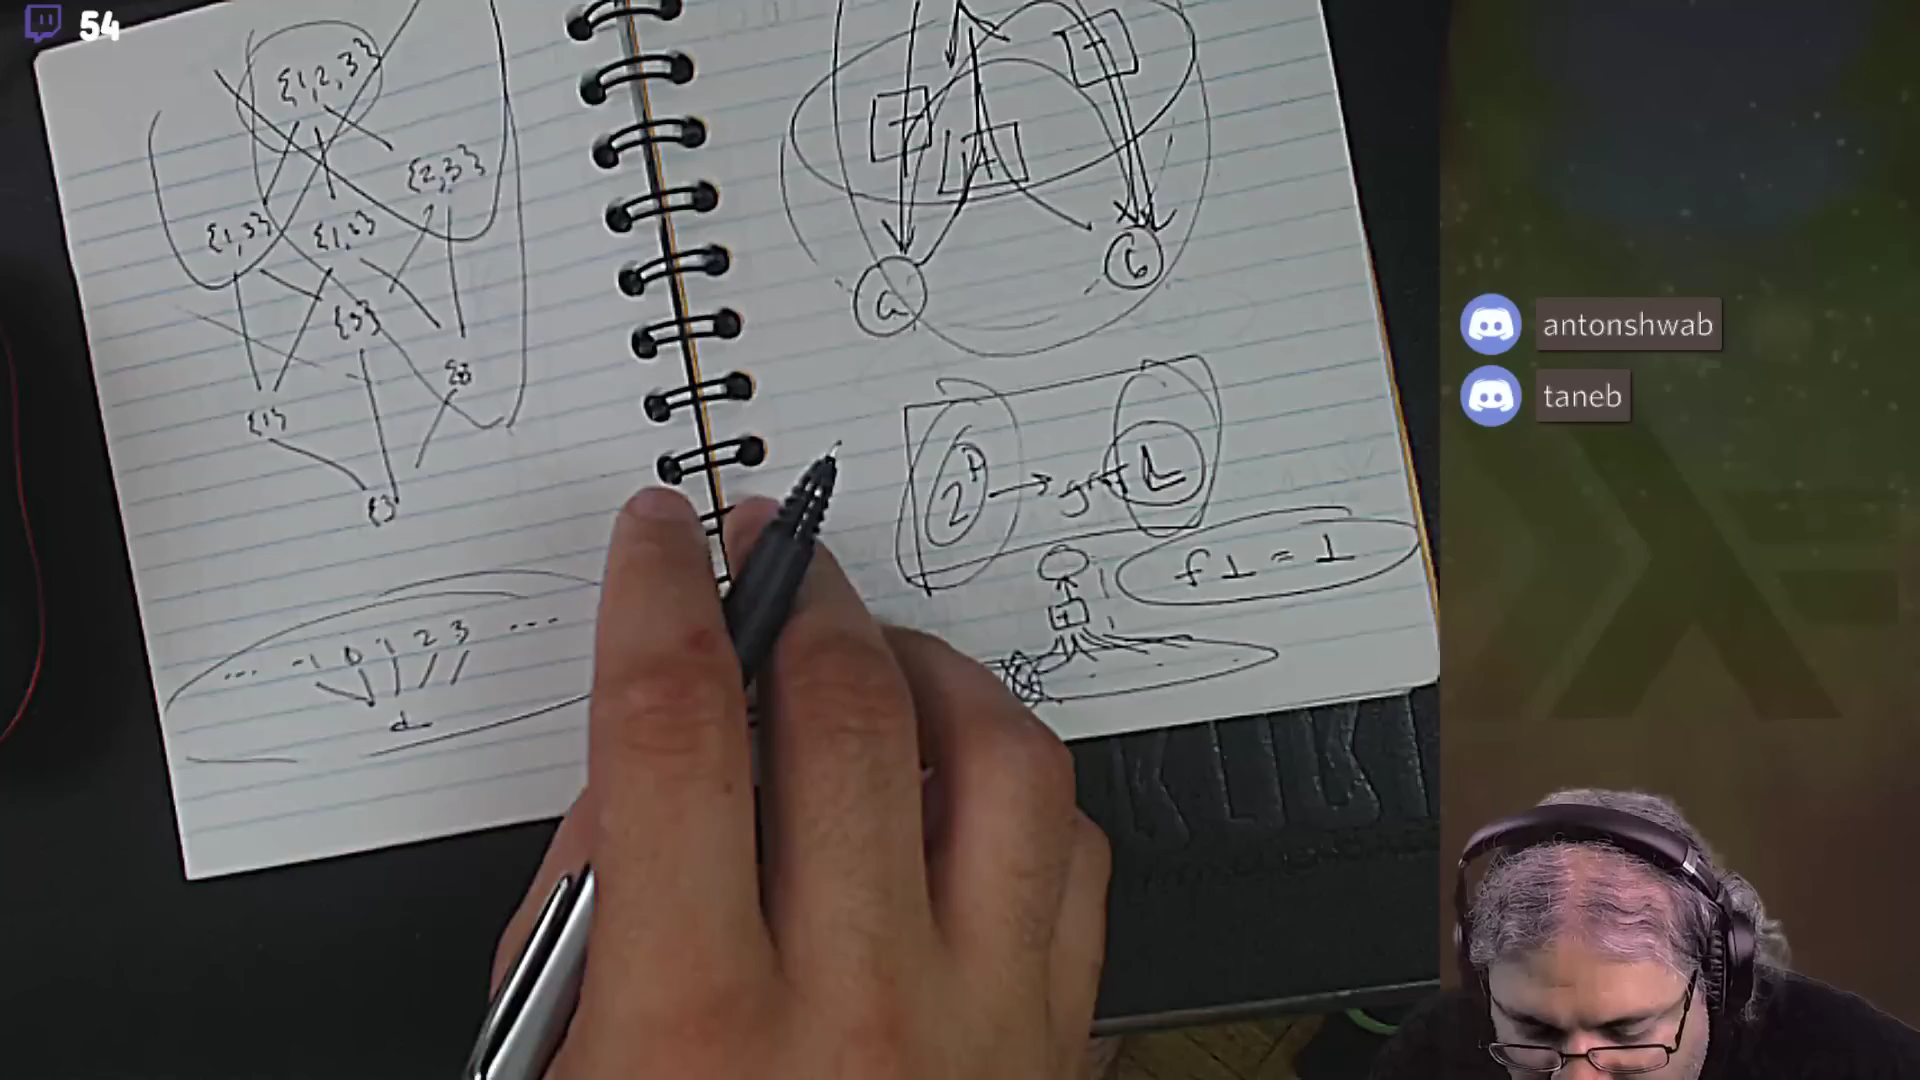 54
{1,2,3}
{2,3}
{1,3}
{1,2}
{3}
{1}
{}
... -1 0 1 2 3 ...
⊥
+
+
+
a
b
2^A → L
f ⊥ = ⊥
+
antonshwab
taneb